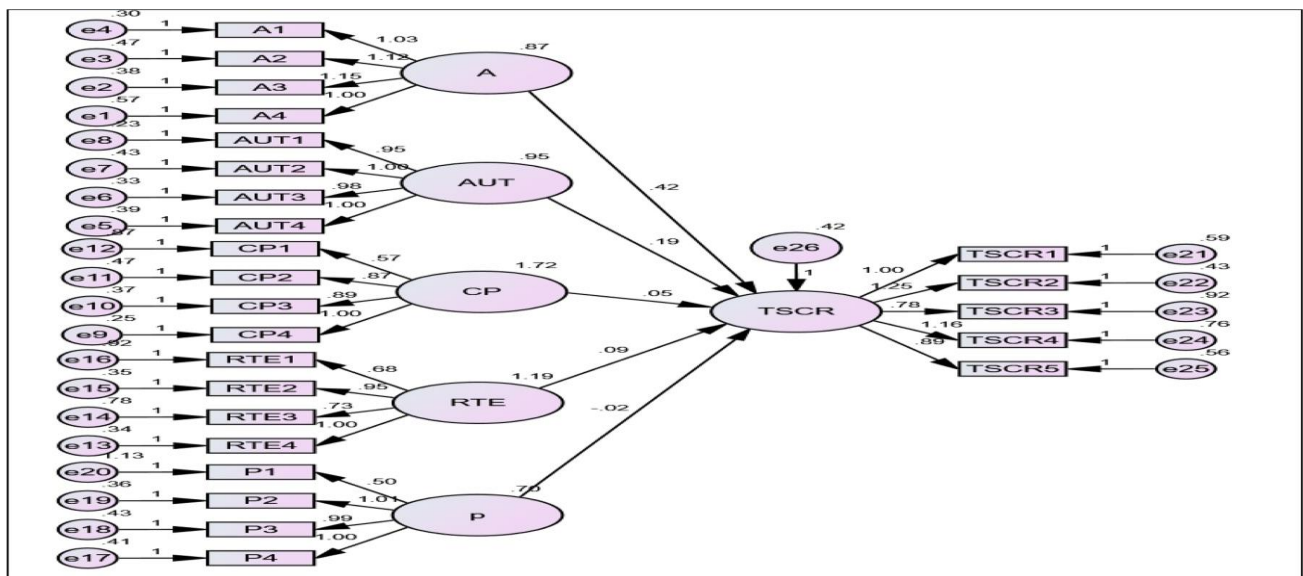 .30
e4 1 A1 1.03
.47
e3 1 A2 1.12
.38
e2 1 A3 1.15
.57
e1 1 A4 1.00
A .87
.23
e8 1 AUT1 .95
.43
e7 1 AUT2 1.00
.33
e6 1 AUT3 .98
.39
e5 1 AUT4 1.00
AUT .95
e12 1 CP1 .57
.47
e11 1 CP2 .87
.37
e10 1 CP3 .89
.25
e9 1 CP4 1.00
CP 1.72
e16 1 RTE1 .68
.35
e15 1 RTE2 .95
.78
e14 1 RTE3 .73
.34
e13 1 RTE4 1.00
RTE 1.19
1.13
e20 1 P1 .50
.36
e19 1 P2 1.01
.43
e18 1 P3 .99
.41
e17 1 P4 1.00
P .70
.42
.19
.05
.09
-.02
e26 .42
1
TSCR
1.00 TSCR1 1 e21 .59
1.25 TSCR2 1 e22 .43
.78 TSCR3 1 e23 .92
1.16 TSCR4 1 e24 .76
.89 TSCR5 1 e25 .56